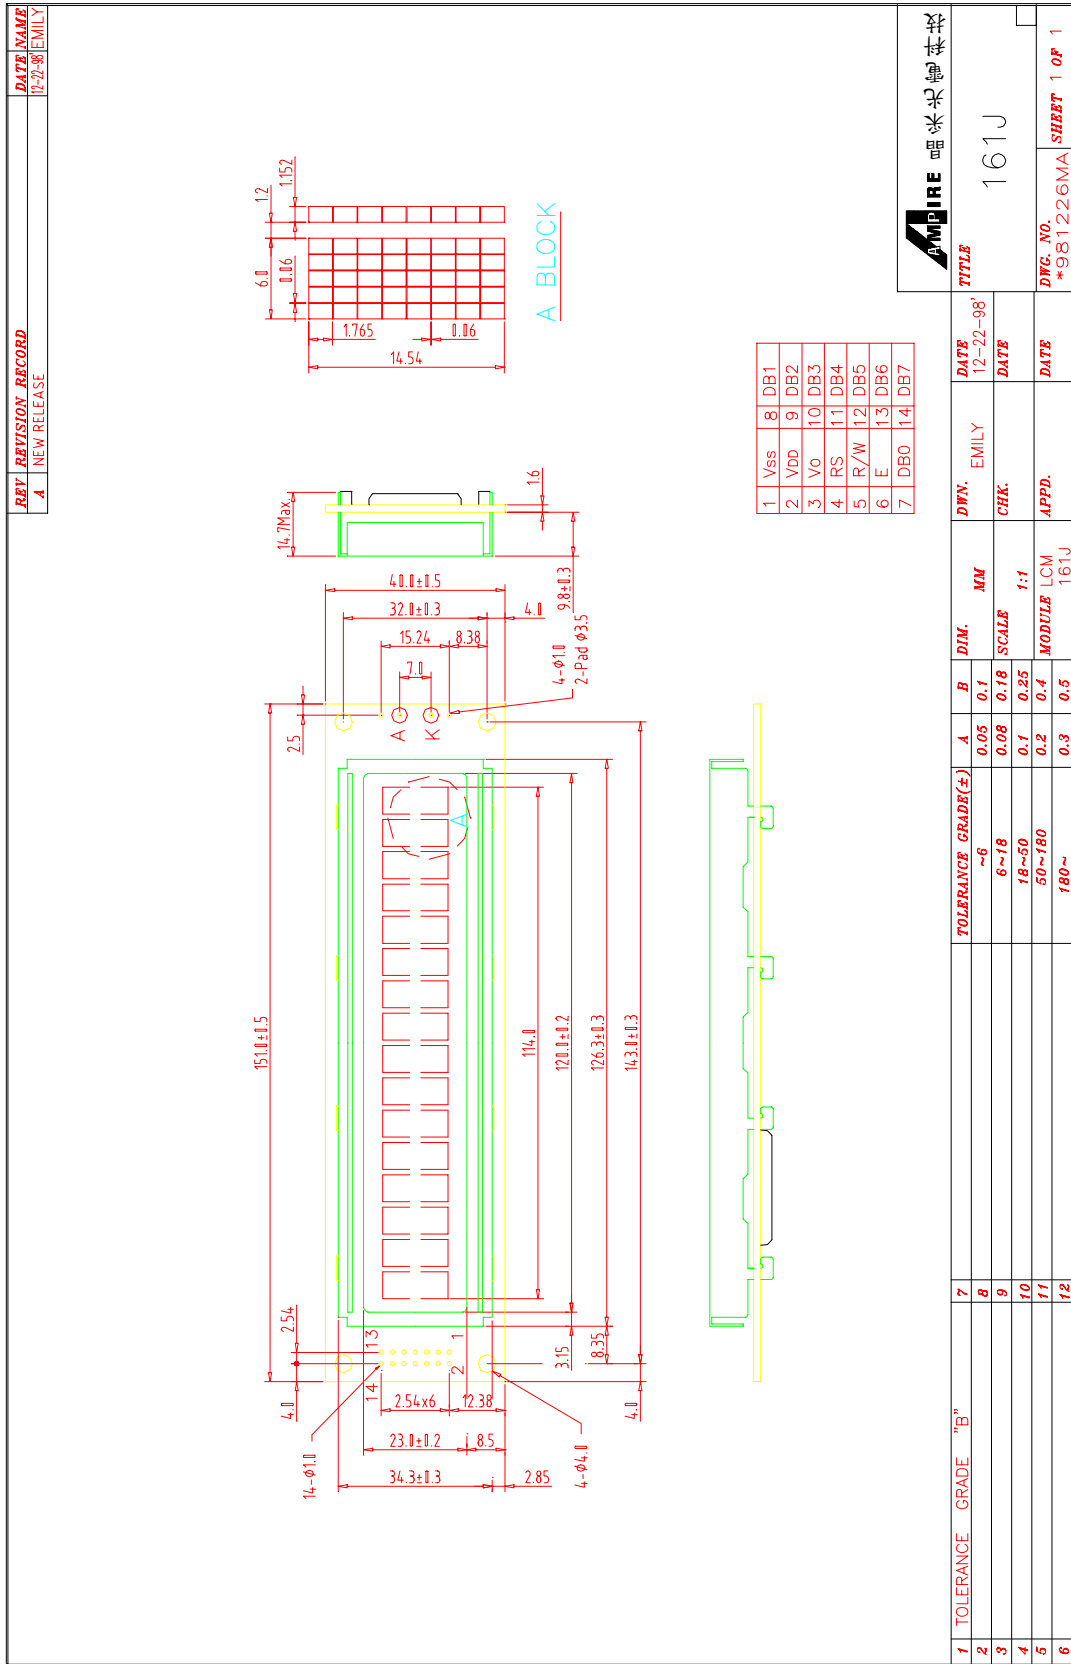 REV REVISION RECORD DATE NAME
A NEW RELEASE 12-22-98' EMILY
151.0±0.5
4.0
2.54
2.5
14-φ1.0
14
13
2
1
2.54x6
12.38
23.0±0.2
8.5
34.3±0.3
2.85
4-φ4.0
3.15
8.35
4.0
114.0
120.0±0.2
126.3±0.3
143.0±0.3
A
A
K
7.0
15.24
8.38
32.0±0.3
4.0
40.0±0.5
4-φ1.0
2-Pad φ3.5
14.7Max
9.8±0.3
1.6
6.0
1.2
0.06
1.152
1.765
0.06
14.54
A BLOCK
1 Vss 8 DB1
2 VDD 9 DB2
3 Vo 10 DB3
4 RS 11 DB4
5 R/W 12 DB5
6 E 13 DB6
7 DB0 14 DB7
AMPIRE 晶采光電科技
1 TOLERANCE GRADE "B"
2
3
4
5
6
7
8
9
10
11
12
TOLERANCE GRADE(±) A B
~6 0.05 0.1
6~18 0.08 0.18
18~50 0.1 0.25
50~180 0.2 0.4
180~ 0.3 0.5
DIM. MM
SCALE 1:1
MODULE LCM
161J
DWN. EMILY
CHK.
APPD.
DATE
12-22-98'
DATE
DATE
TITLE
161J
DWG. NO.
*981226MA
SHEET 1 OF 1